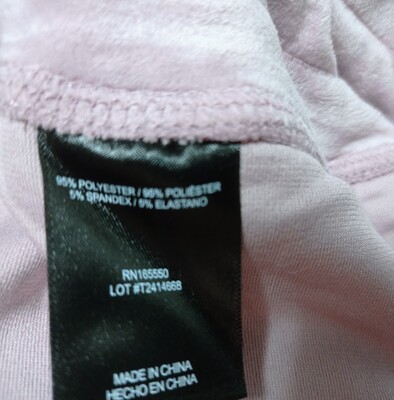 95% POLYESTER / 95% POLIÉSTER
5% SPANDEX / 5% ELASTANO
RN165550
LOT #T2414668
MADE IN CHINA
HECHO EN CHINA